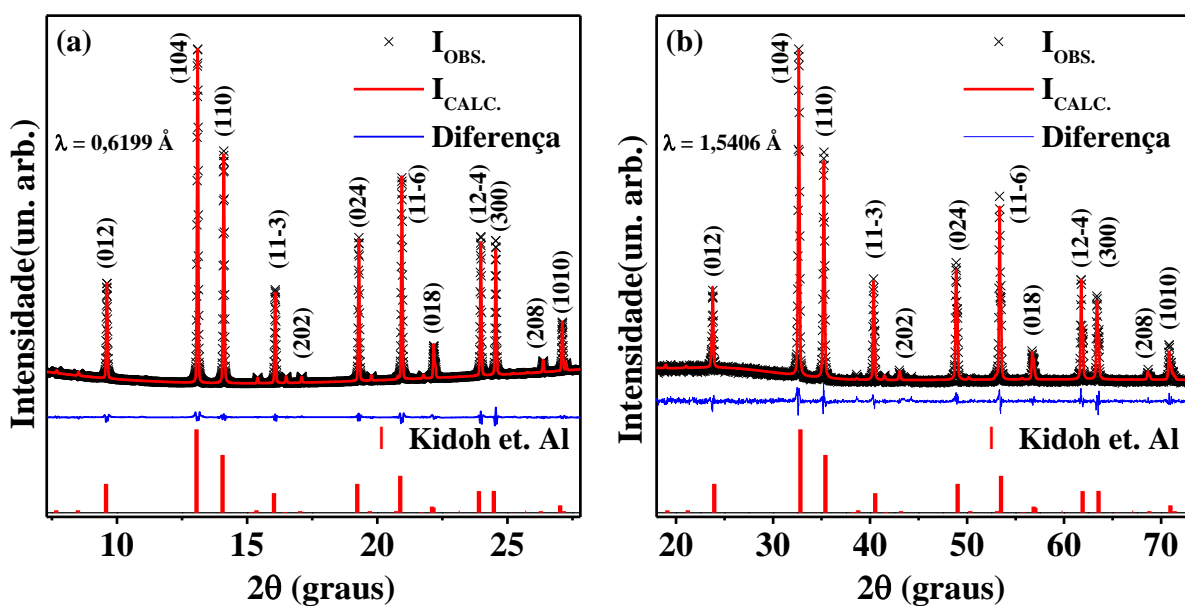 (a)
I_OBS.
I_CALC.
Diferença
λ = 0,6199 Å
(012)
(104)
(110)
(11-3)
(202)
(024)
(11-6)
(018)
(12-4)
(300)
(208)
(1010)
Kidoh et. Al
Intensidade(un. arb.)
10 15 20 25
2θ (graus)
(b)
I_OBS.
I_CALC.
Diferença
λ = 1,5406 Å
(012)
(104)
(110)
(11-3)
(202)
(024)
(11-6)
(018)
(12-4)
(300)
(208)
(1010)
Kidoh et. Al
Intensidade(un. arb.)
20 30 40 50 60 70
2θ (graus)